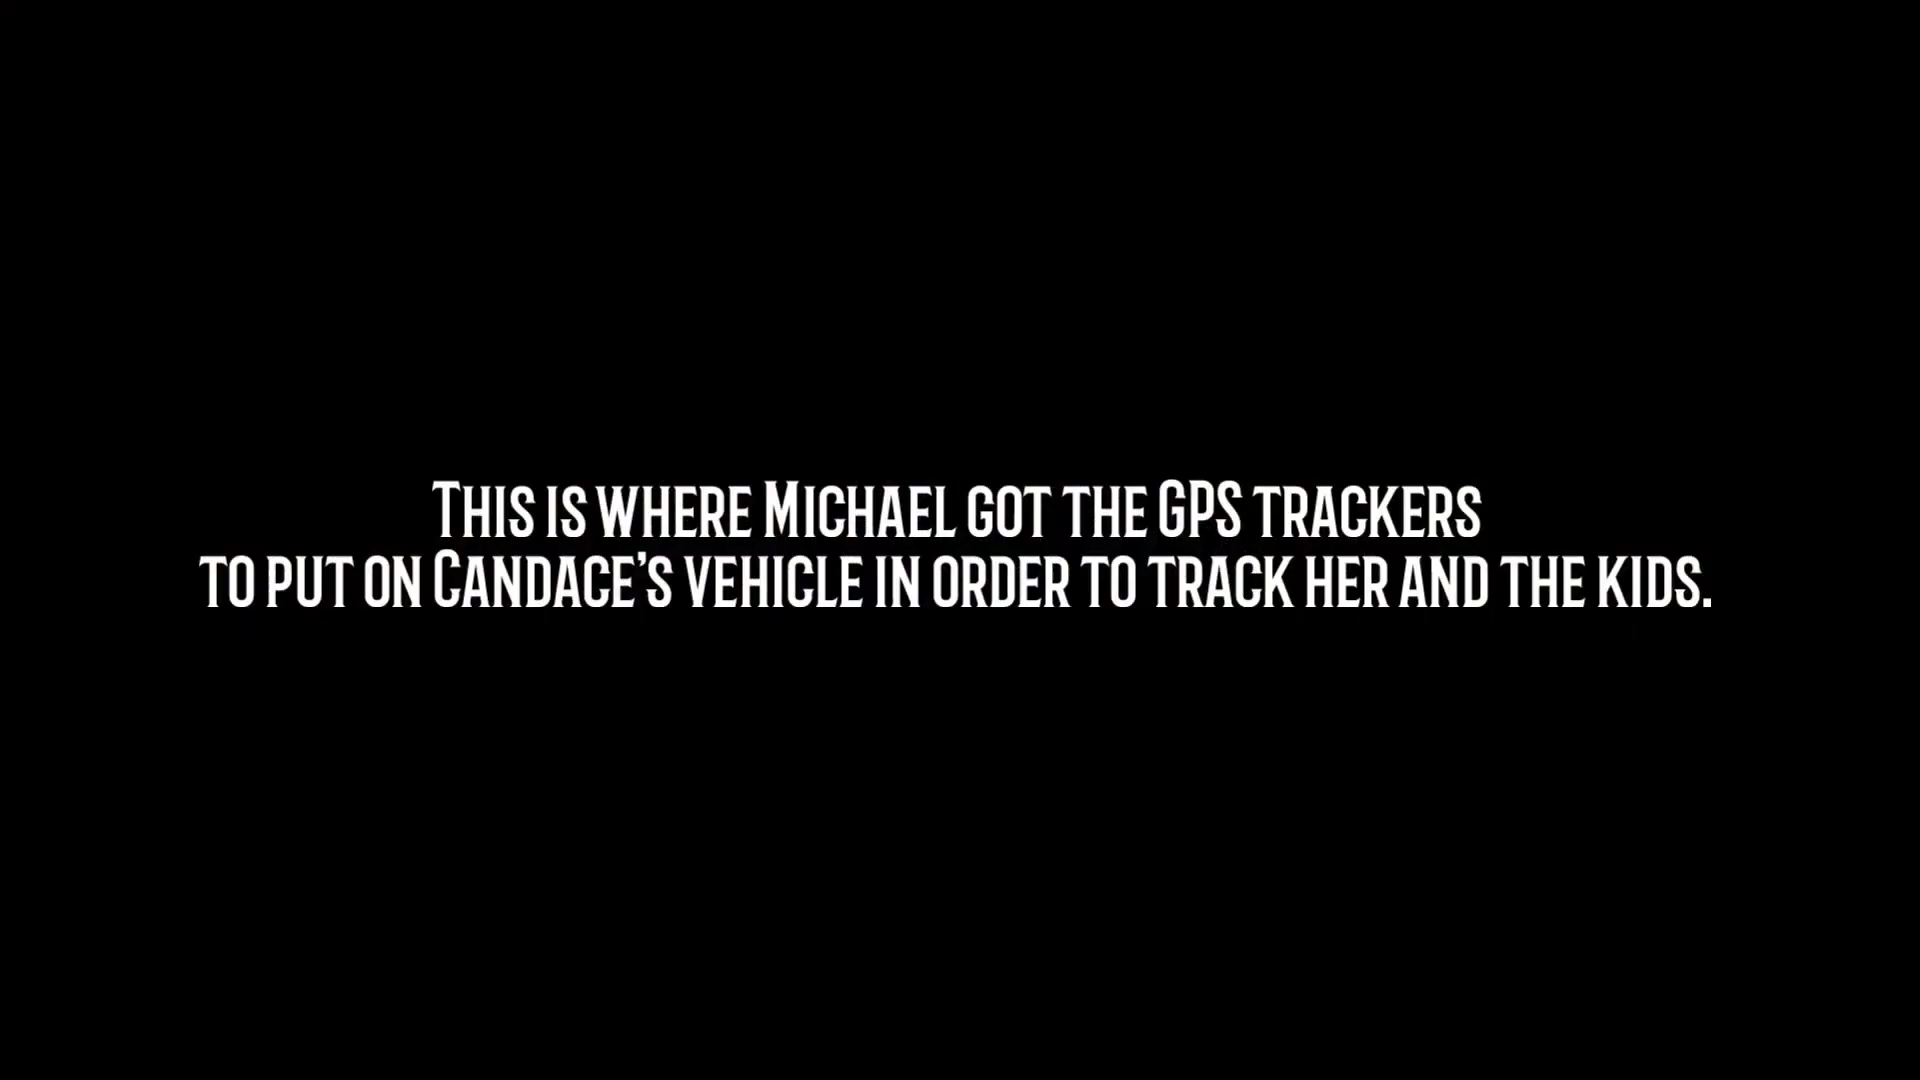 This is where Michael got the GPS trackers
to put on Candace’s vehicle in order to track her and the kids.